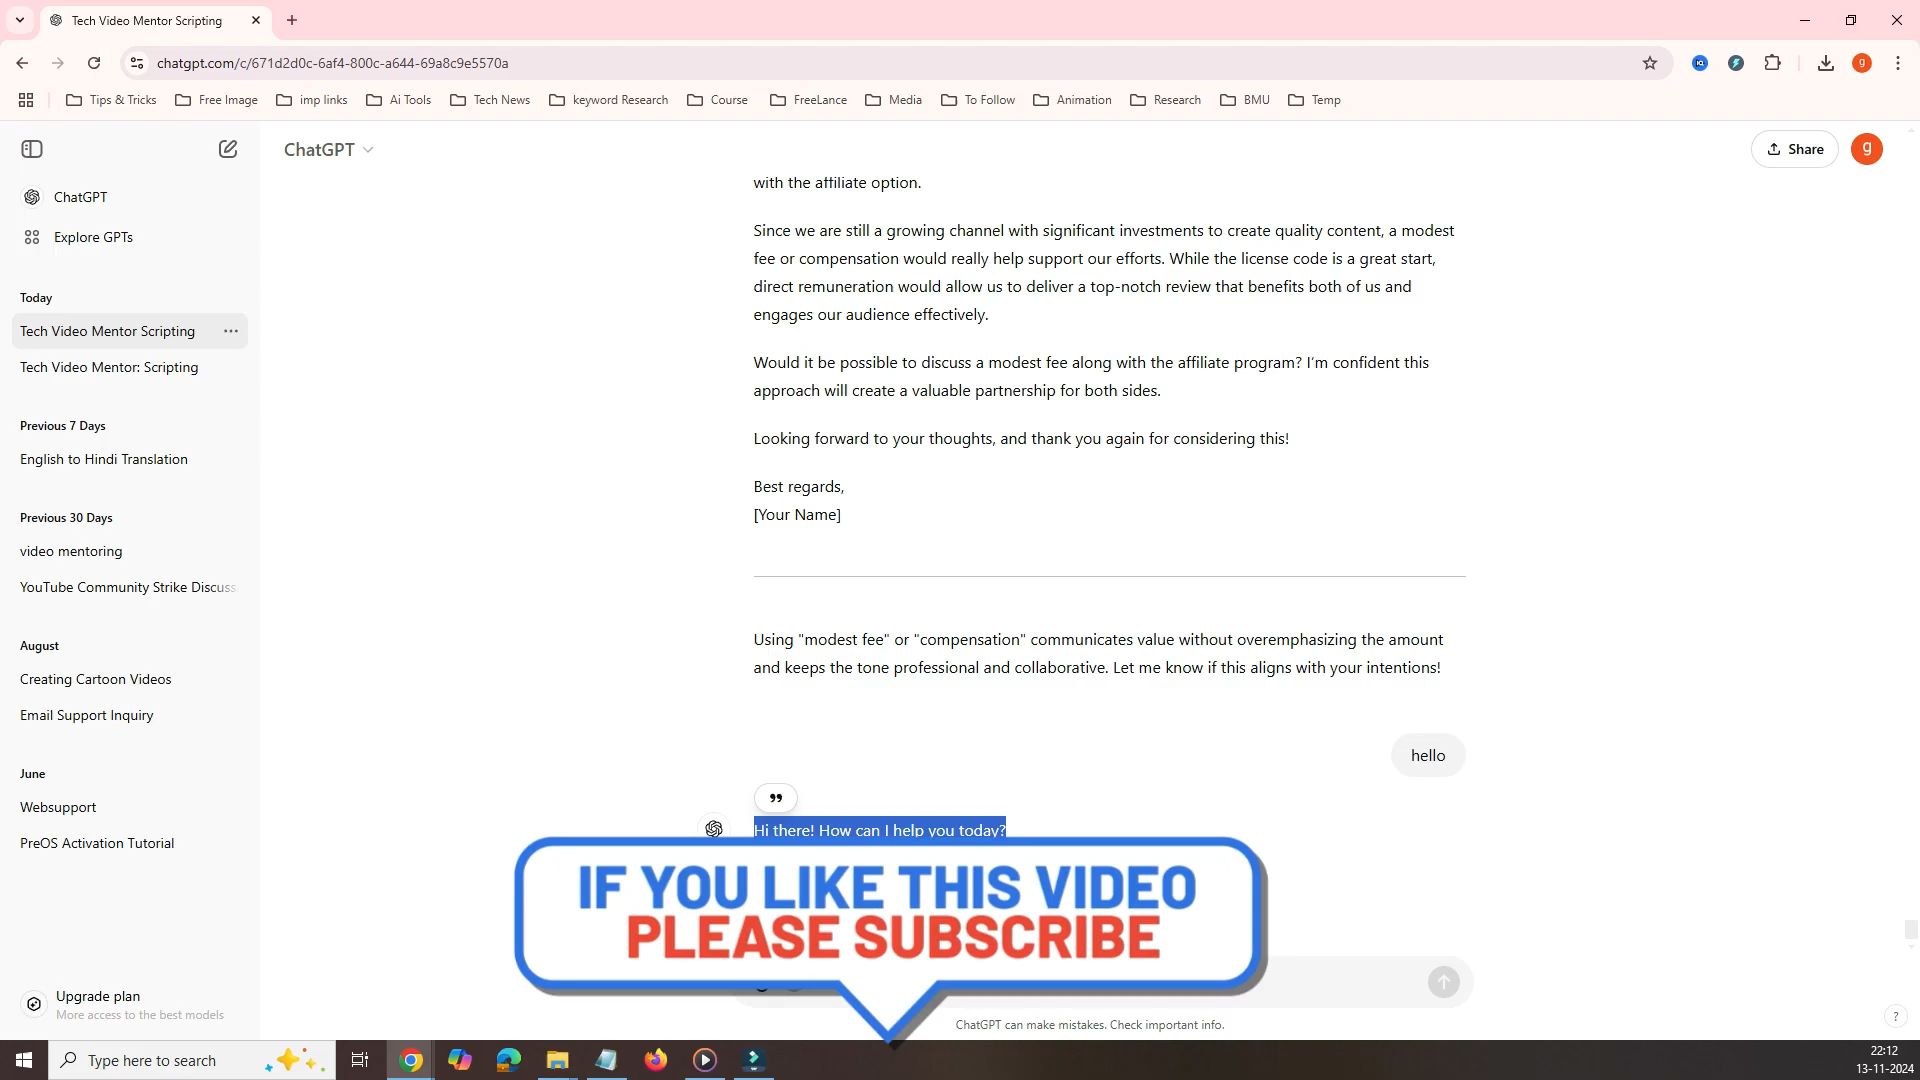 Tech Video Mentor Scripting
chatgpt.com/c/671d2d0c-6af4-800c-a644-69a8c9e5570a
g
Tips & Tricks
Free Image
imp links
Ai Tools
Tech News
keyword Research
Course
FreeLance
Media
To Follow
Animation
Research
BMU
Temp
ChatGPT
Share
g
ChatGPT
Explore GPTs
Today
Tech Video Mentor Scripting
Tech Video Mentor: Scripting
Previous 7 Days
English to Hindi Translation
Previous 30 Days
video mentoring
YouTube Community Strike Discuss
August
Creating Cartoon Videos
Email Support Inquiry
June
Websupport
PreOS Activation Tutorial
Upgrade plan
More access to the best models
with the affiliate option.
Since we are still a growing channel with significant investments to create quality content, a modest
fee or compensation would really help support our efforts. While the license code is a great start,
direct remuneration would allow us to deliver a top-notch review that benefits both of us and
engages our audience effectively.
Would it be possible to discuss a modest fee along with the affiliate program? I'm confident this
approach will create a valuable partnership for both sides.
Looking forward to your thoughts, and thank you again for considering this!
Best regards,
[Your Name]
Using "modest fee" or "compensation" communicates value without overemphasizing the amount
and keeps the tone professional and collaborative. Let me know if this aligns with your intentions!
hello
Hi there! How can I help you today?
IF YOU LIKE THIS VIDEO
PLEASE SUBSCRIBE
ChatGPT can make mistakes. Check important info.
?
Type here to search
22:12
13-11-2024